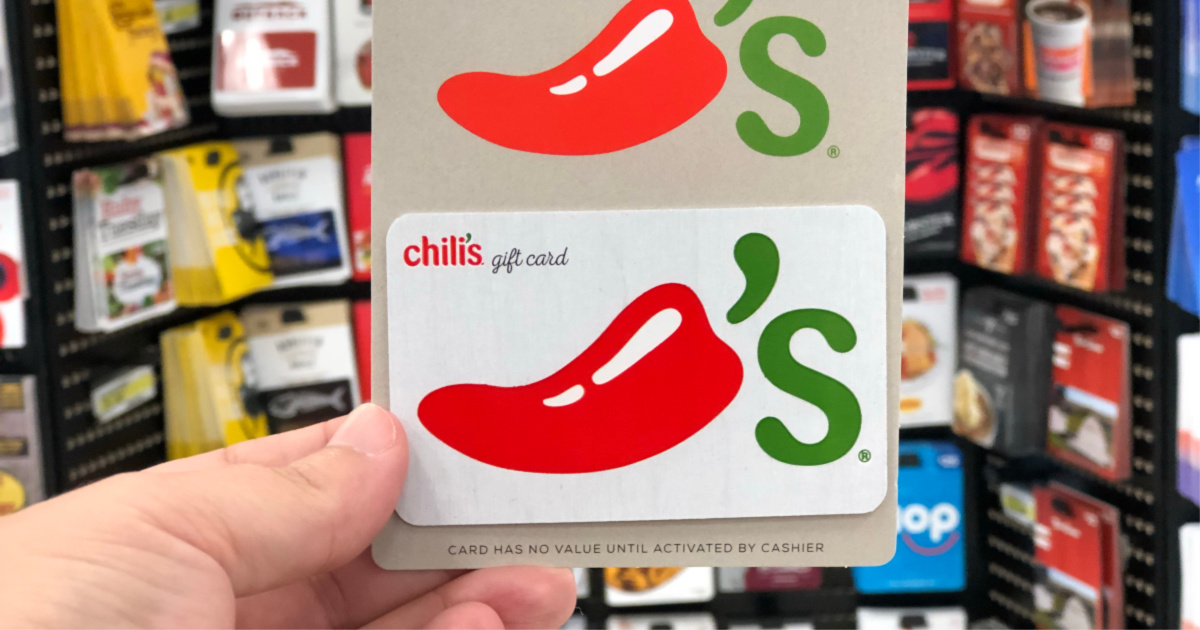 's®
chili's® gift card
's®
CARD HAS NO VALUE UNTIL ACTIVATED BY CASHIER